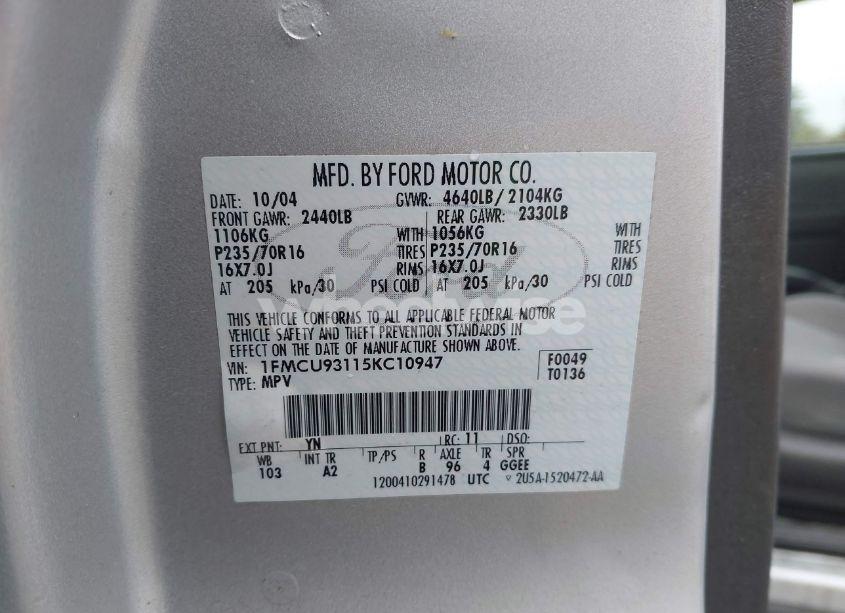 MFD. BY FORD MOTOR CO.
DATE: 10/04 GVWR: 4640LB/ 2104KG
FRONT GAWR: 2440LB REAR GAWR: 2330LB
1106KG WITH 1056KG WITH
P235/70R16 TIRES P235/70R16 TIRES
16X7.0J RIMS 16X7.0J RIMS
AT 205 kPa/30 PSI COLD AT 205 kPa/30 PSI COLD
Ford
wheelwise
THIS VEHICLE CONFORMS TO ALL APPLICABLE FEDERAL MOTOR
VEHICLE SAFETY AND THEFT PREVENTION STANDARDS IN
EFFECT ON THE DATE OF MANUFACTURE SHOWN ABOVE.
VIN: 1FMCU93115KC10947 F0049
TYPE: MPV T0136
EXT PNT: YN RC: 11 DSO:
WB INT TR TP/PS R AXLE TR SPR
103 A2 B 96 4 GGEE
1200410291478 UTC 2U5A-1520472-AA